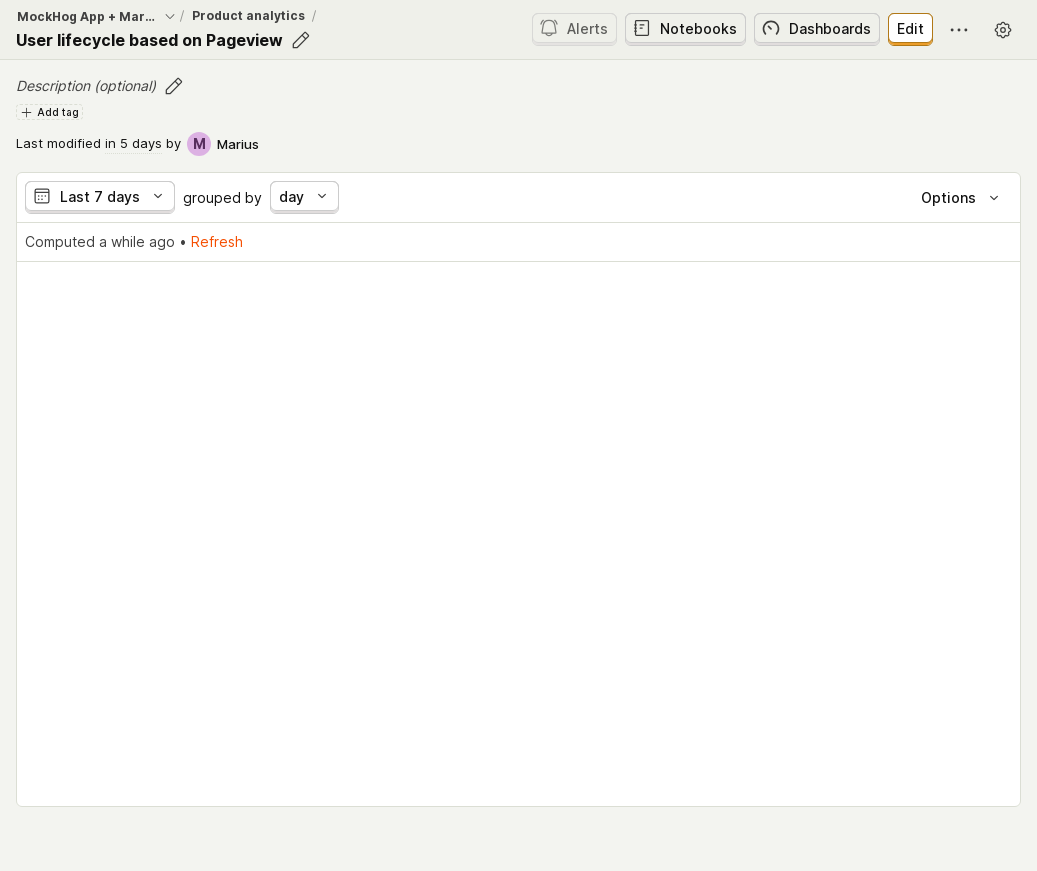 MockHog App + Mar... / Product analytics /
User lifecycle based on Pageview
Alerts Notebooks Dashboards Edit
Description (optional)
Add tag
Last modified in 5 days by M Marius
Last 7 days grouped by day Options
Computed a while ago • Refresh